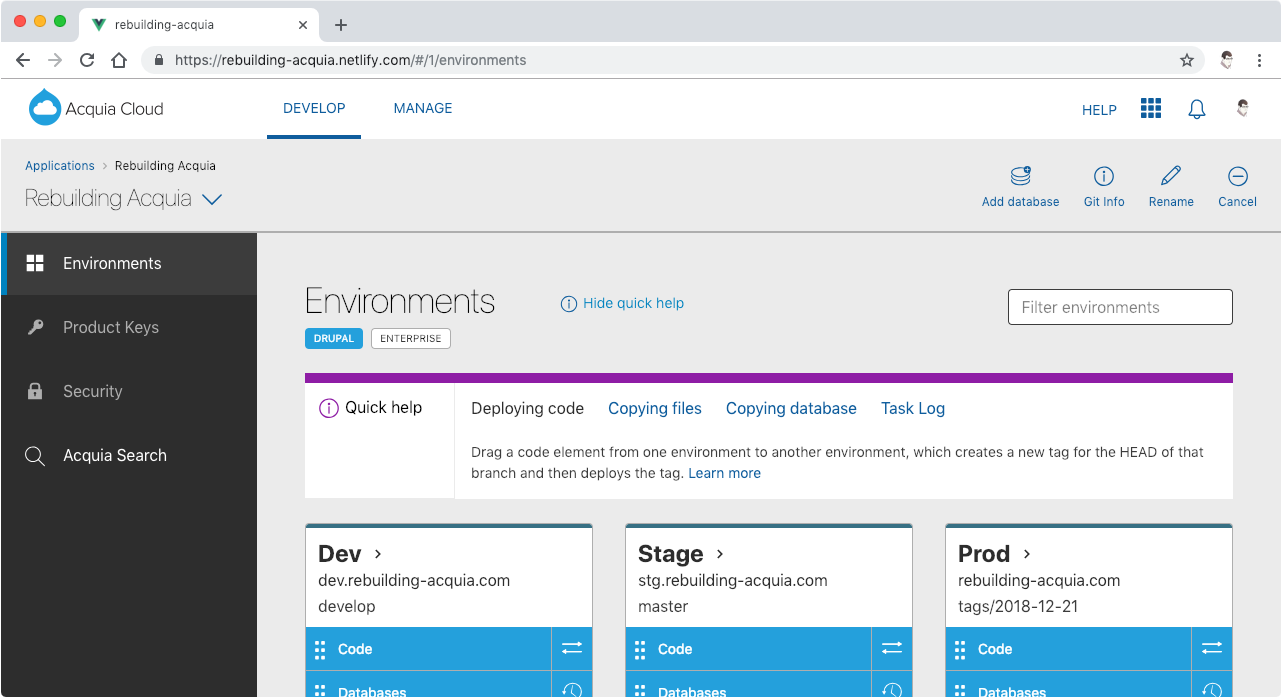 rebuilding-acquia
https://rebuilding-acquia.netlify.com/#/1/environments
Acquia Cloud
DEVELOP
MANAGE
HELP
Applications › Rebuilding Acquia
Rebuilding Acquia
Add database
Git Info
Rename
Cancel
Environments
Product Keys
Security
Acquia Search
Environments
Hide quick help
Filter environments
DRUPAL
ENTERPRISE
Quick help
Deploying code
Copying files
Copying database
Task Log
Drag a code element from one environment to another environment, which creates a new tag for the HEAD of that
branch and then deploys the tag. Learn more
Dev ›
dev.rebuilding-acquia.com
develop
Code
Databases
Stage ›
stg.rebuilding-acquia.com
master
Code
Databases
Prod ›
rebuilding-acquia.com
tags/2018-12-21
Code
Databases